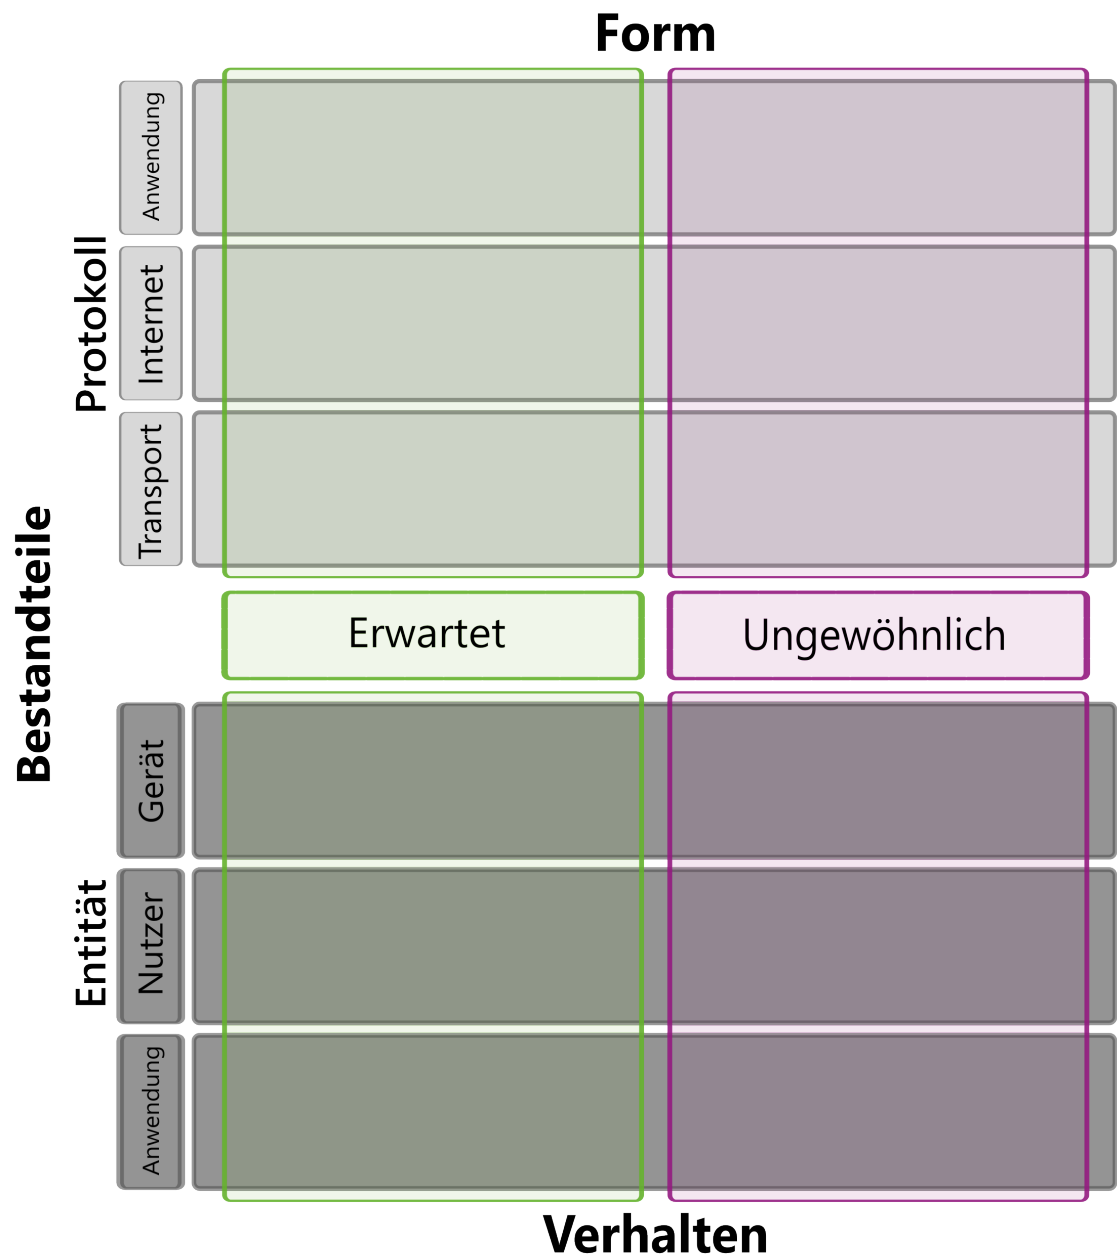 Form
Bestandteile
Protokoll
Anwendung
Internet
Transport
Erwartet
Ungewöhnlich
Entität
Gerät
Nutzer
Anwendung
Verhalten